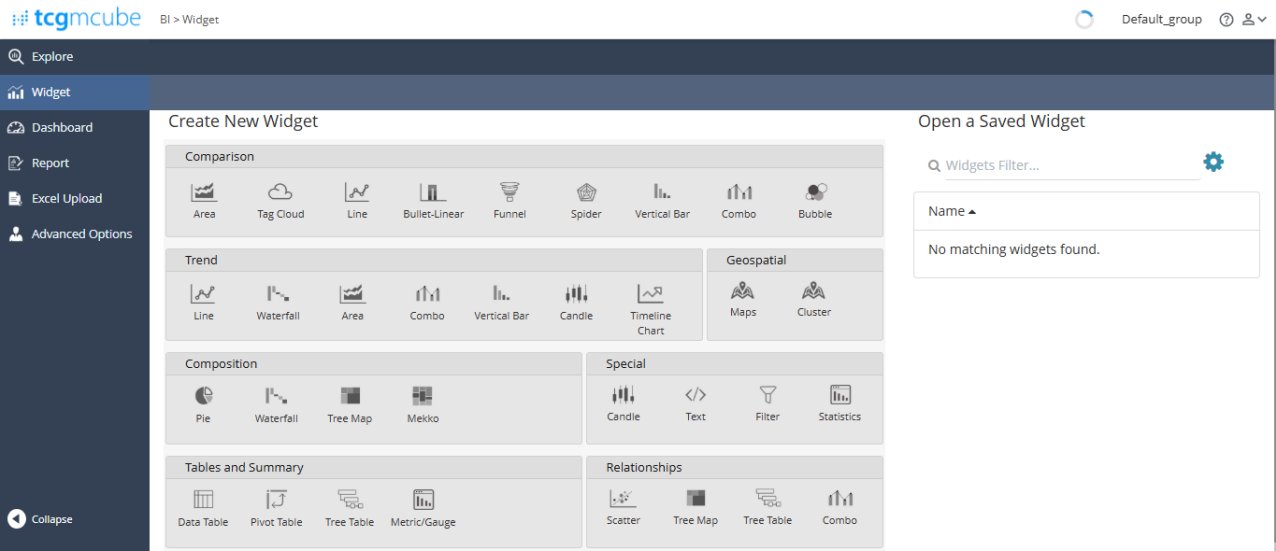 tcgmcube BI > Widget Default_group
Explore
Widget
Dashboard
Report
Excel Upload
Advanced Options
Collapse
Create New Widget
Comparison
Area Tag Cloud Line Bullet-Linear Funnel Spider Vertical Bar Combo Bubble
Trend
Line Waterfall Area Combo Vertical Bar Candle Timeline
Chart
Geospatial
Maps Cluster
Composition
Pie Waterfall Tree Map Mekko
Special
Candle Text Filter Statistics
Tables and Summary
Data Table Pivot Table Tree Table Metric/Gauge
Relationships
Scatter Tree Map Tree Table Combo
Open a Saved Widget
Widgets Filter...
Name
No matching widgets found.